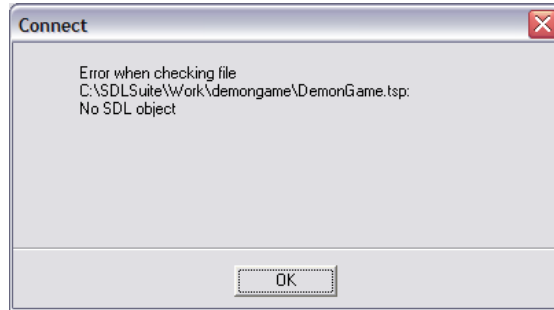 Connect
Error when checking file
C:\SDLSuite\Work\demongame\DemonGame.tsp:
No SDL object
OK